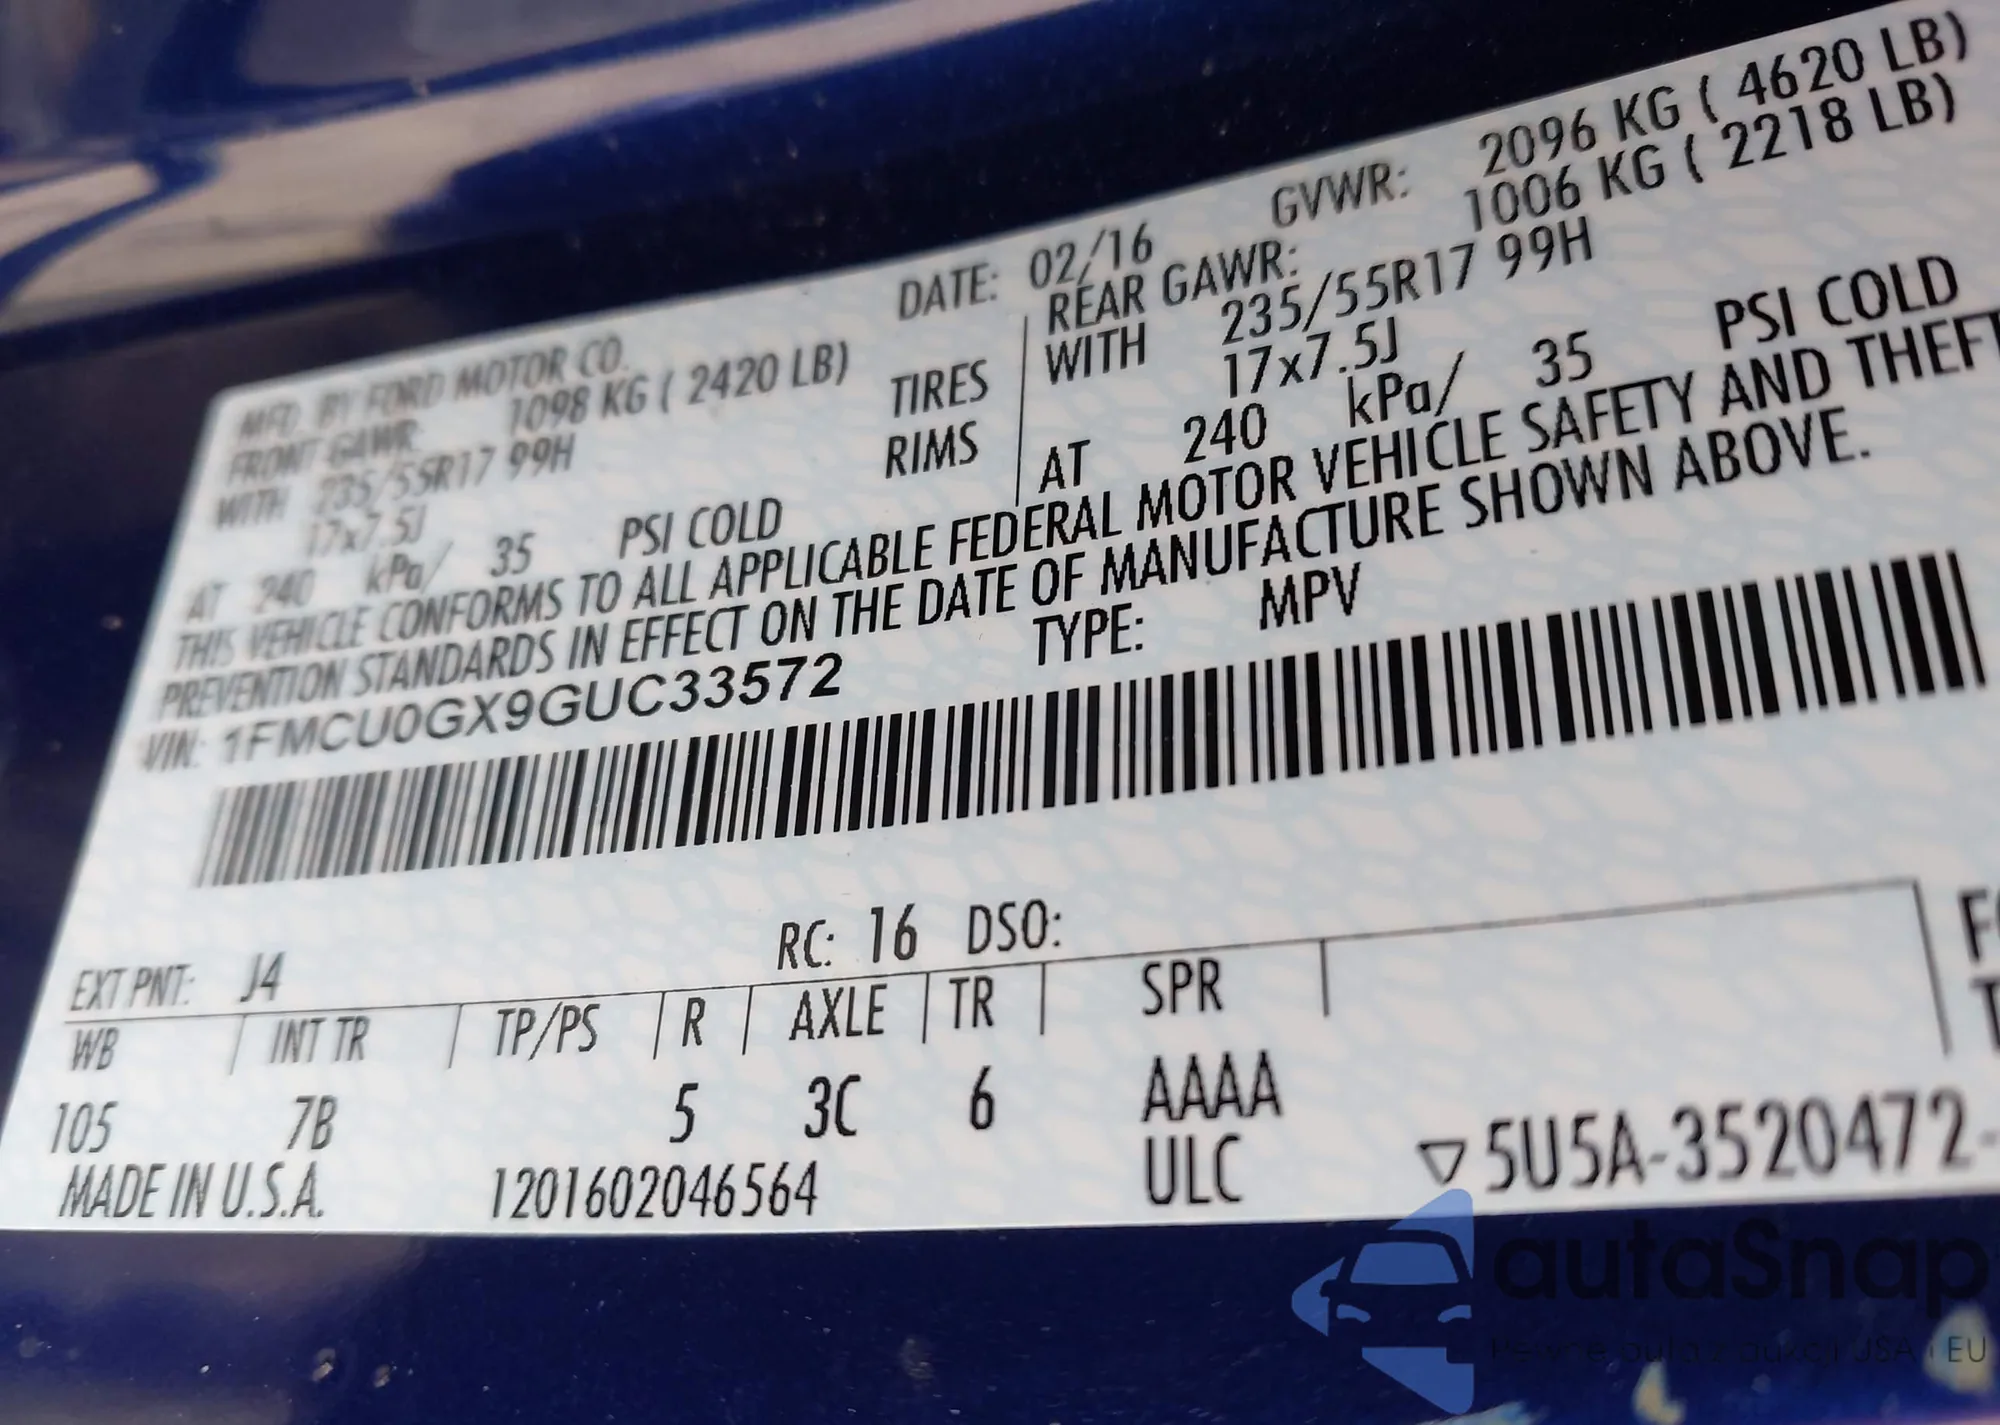 MFD. BY FORD MOTOR CO. DATE: 02/16 GVWR: 2096 KG ( 4620 LB)
FRONT GAWR: 1098 KG ( 2420 LB) REAR GAWR: 1006 KG ( 2218 LB)
WITH 235/55R17 99H TIRES WITH 235/55R17 99H
17x7.5J RIMS 17x7.5J
AT 240 kPa/ 35 PSI COLD AT 240 kPa/ 35 PSI COLD
THIS VEHICLE CONFORMS TO ALL APPLICABLE FEDERAL MOTOR VEHICLE SAFETY AND THEFT
PREVENTION STANDARDS IN EFFECT ON THE DATE OF MANUFACTURE SHOWN ABOVE.
VIN: 1FMCU0GX9GUC33572 TYPE: MPV
EXT PNT: J4 RC: 16 DSO:
WB INT TR TP/PS R AXLE TR SPR
105 7B 5 3C 6 AAAA
ULC
MADE IN U.S.A. 1201602046564 ▽5U5A-3520472-
autaSnap
USA i EU